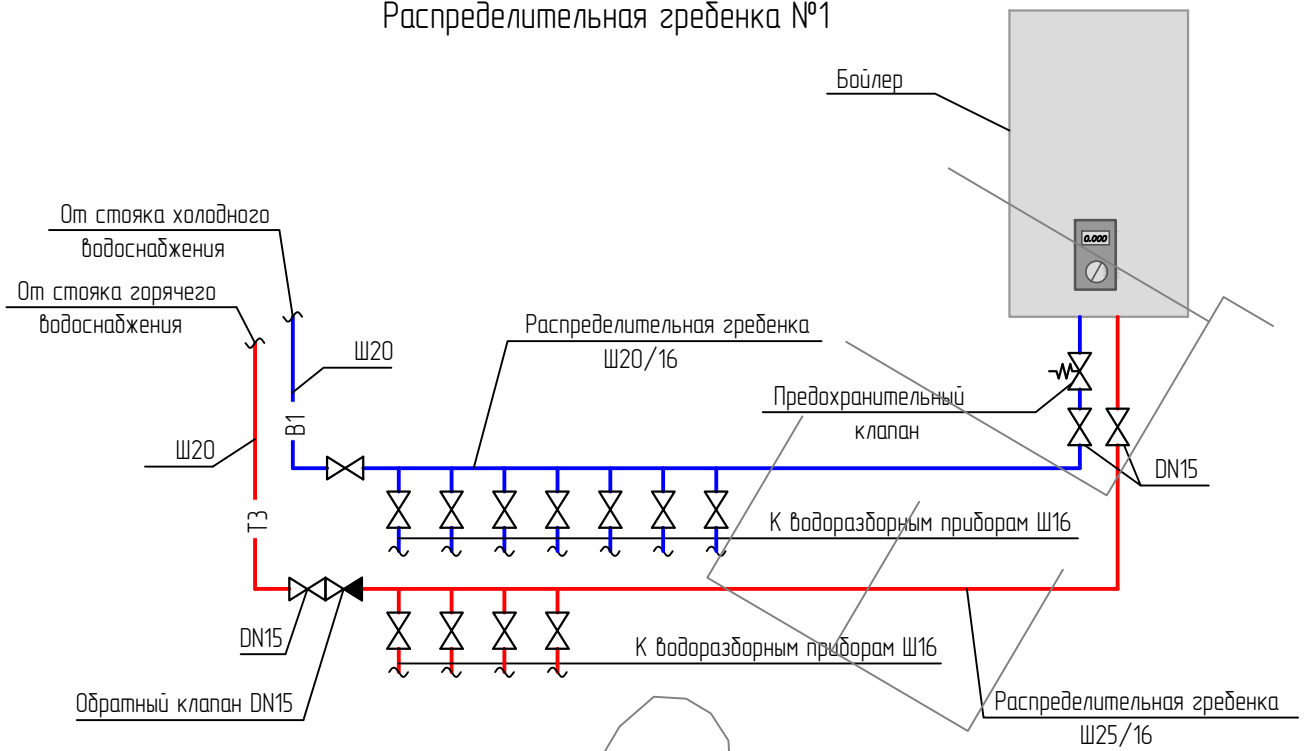 Распределительная гребенка №1
Бойлер
0.000
От стояка холодного
водоснабжения
От стояка горячего
водоснабжения
Распределительная гребенка
Ш20/16
Ш20
Предохранительный
клапан
В1
Ш20
DN15
Т3
К водоразборным приборам Ш16
DN15
К водоразборным приборам Ш16
Обратный клапан DN15
Распределительная гребенка
Ш25/16